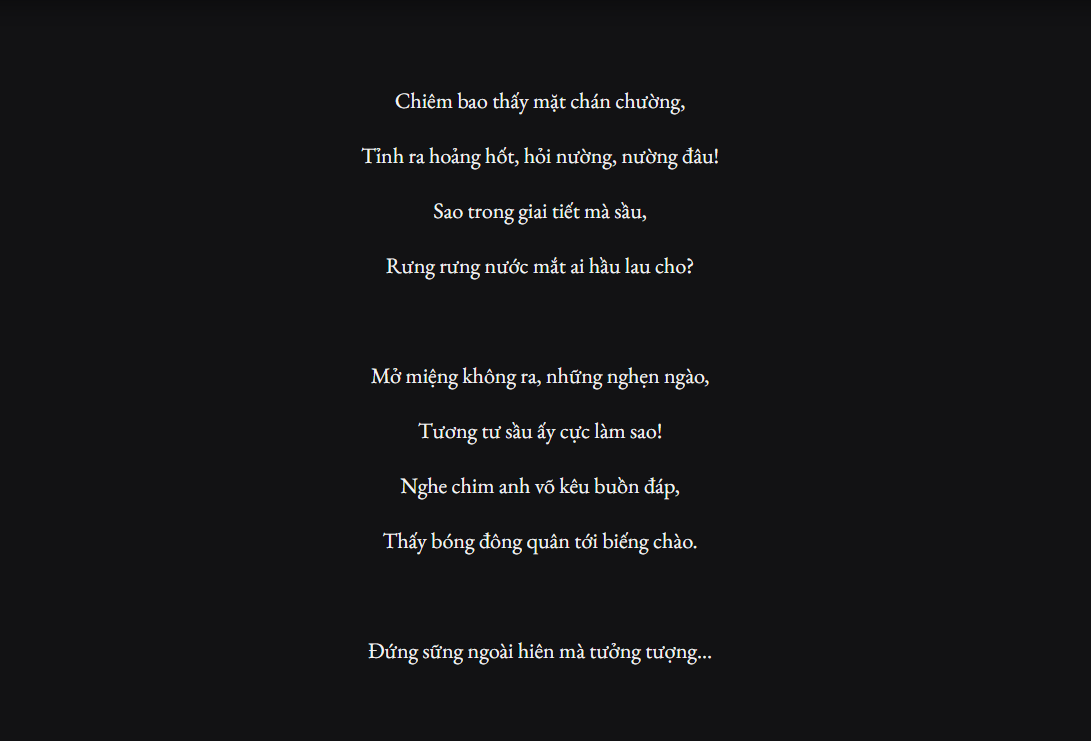 Chiêm bao thấy mặt chán chường,
Tỉnh ra hoảng hốt, hỏi nường, nường đâu!
Sao trong giai tiết mà sầu,
Rưng rưng nước mắt ai hầu lau cho?
Mở miệng không ra, những nghẹn ngào,
Tương tư sầu ấy cực làm sao!
Nghe chim anh võ kêu buồn đáp,
Thấy bóng đông quân tới biếng chào.
Đứng sững ngoài hiên mà tưởng tượng...